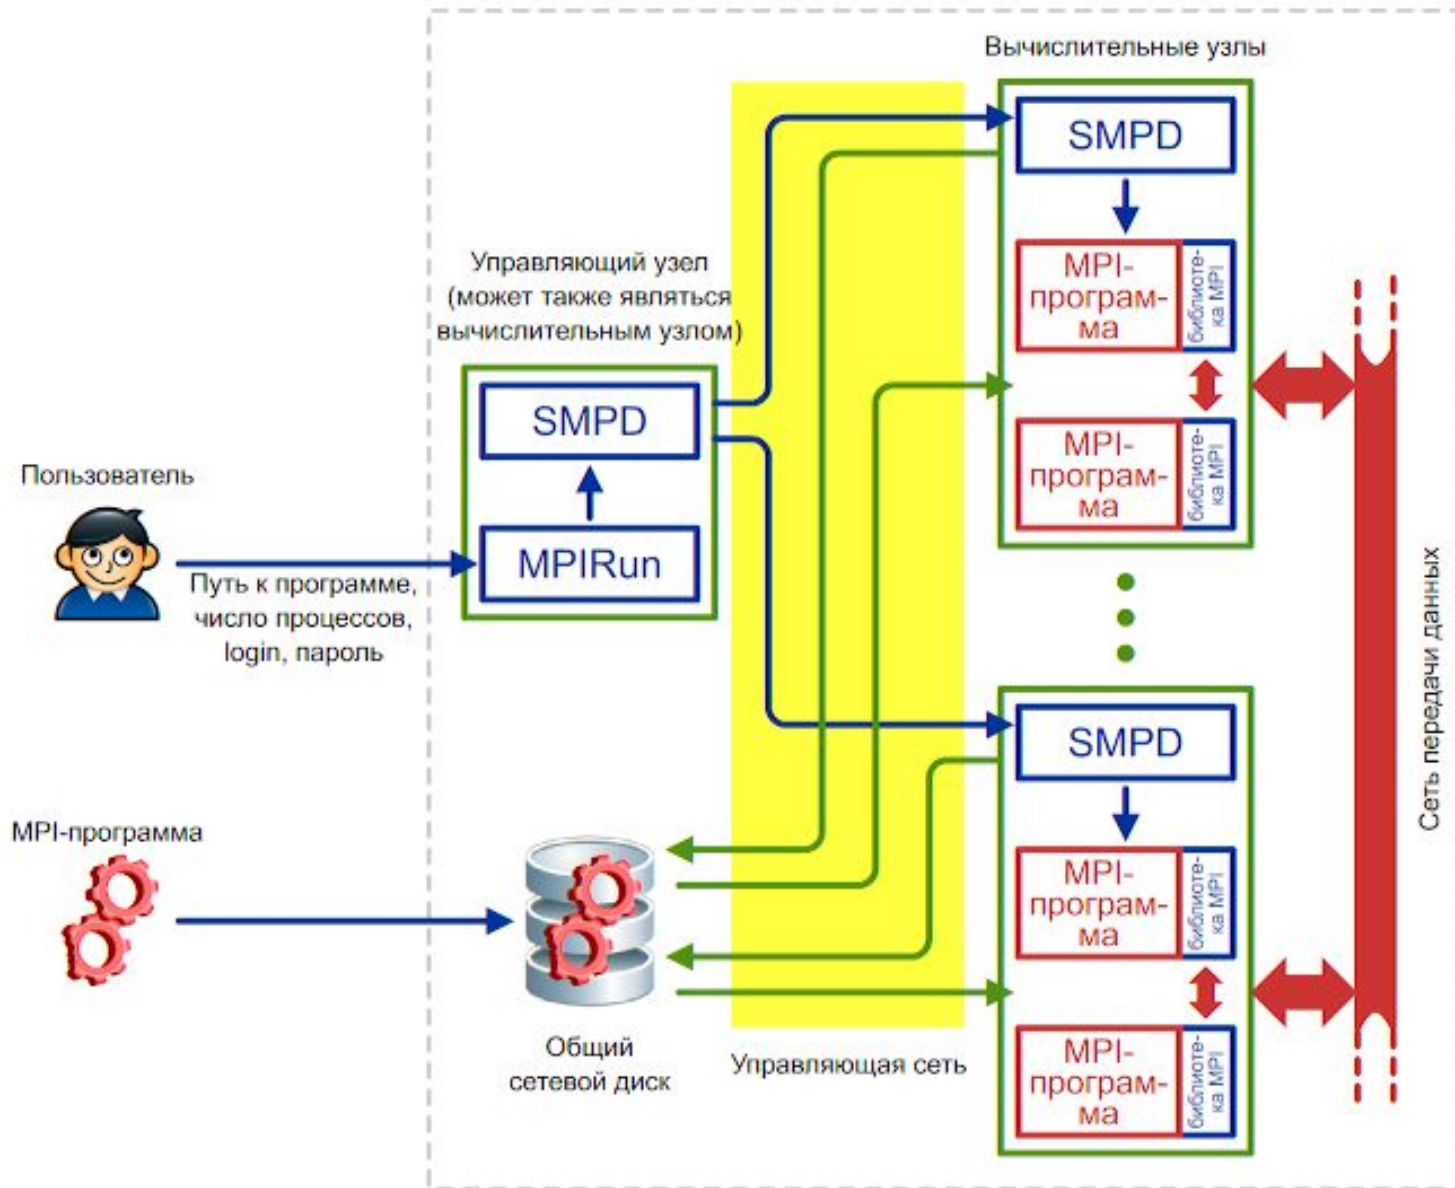 Вычислительные узлы
SMPD
MPI-
програм-
ма
библиоте-
ка MPI
MPI-
програм-
ма
библиоте-
ка MPI
Управляющий узел
(может также являться
вычислительным узлом)
SMPD
MPIRun
Пользователь
Путь к программе,
число процессов,
login, пароль
Сеть передачи данных
SMPD
MPI-
програм-
ма
библиоте-
ка MPI
MPI-
програм-
ма
библиоте-
ка MPI
MPI-программа
Общий
сетевой диск
Управляющая сеть